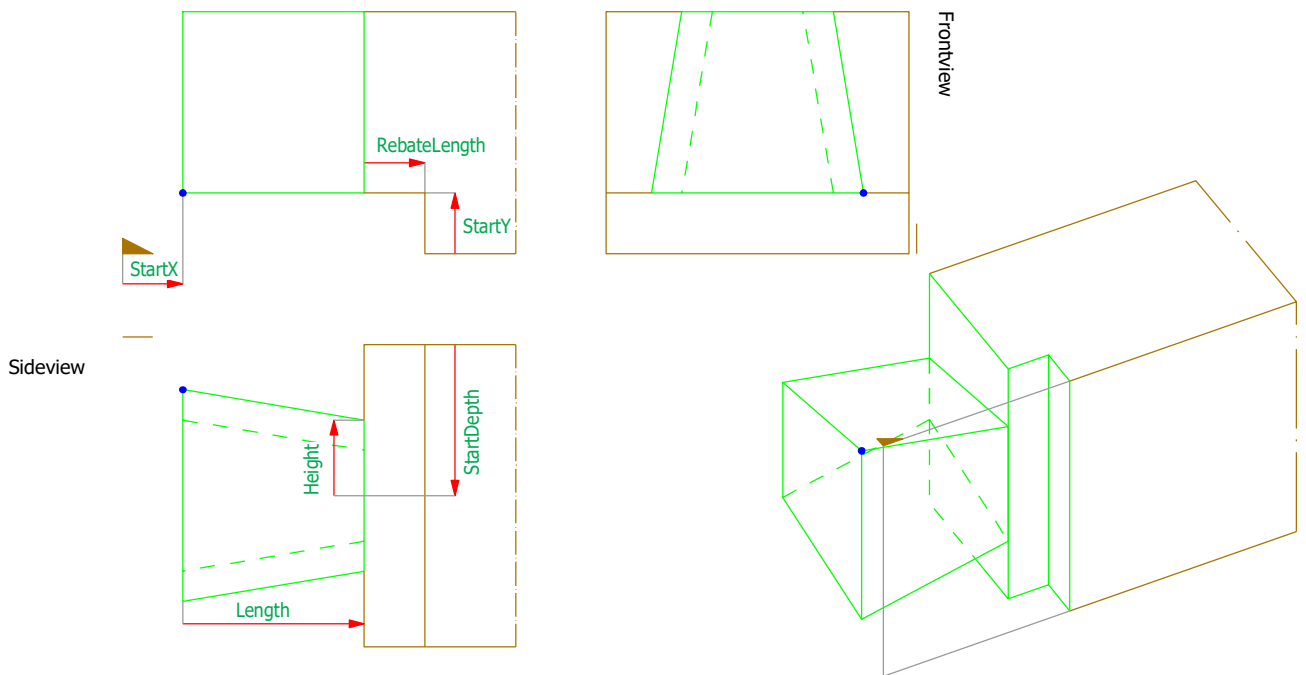 Frontview
RebateLength
StartY
StartX
Sideview
StartDepth
Height
Length